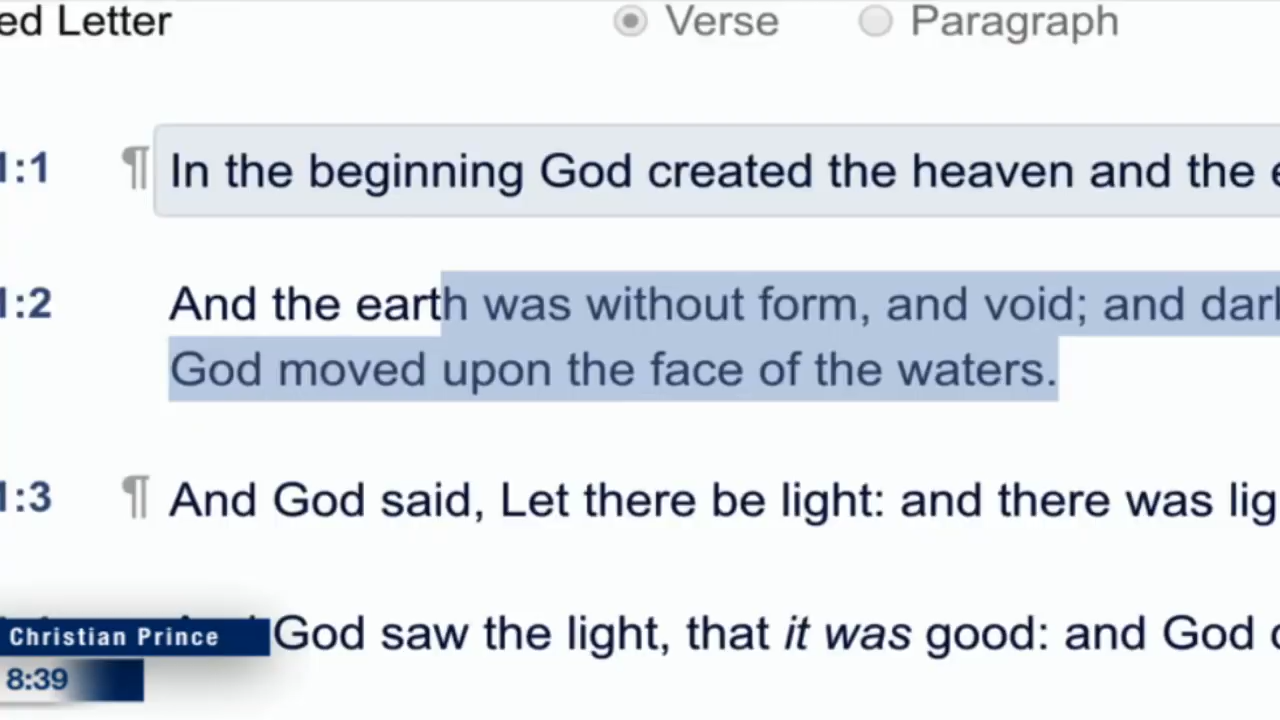 ed Letter
Verse
Paragraph
1:1 ¶ In the beginning God created the heaven and the e
1:2 And the earth was without form, and void; and dark
God moved upon the face of the waters.
1:3 ¶ And God said, Let there be light: and there was lig
God saw the light, that it was good: and God
Christian Prince
8:39